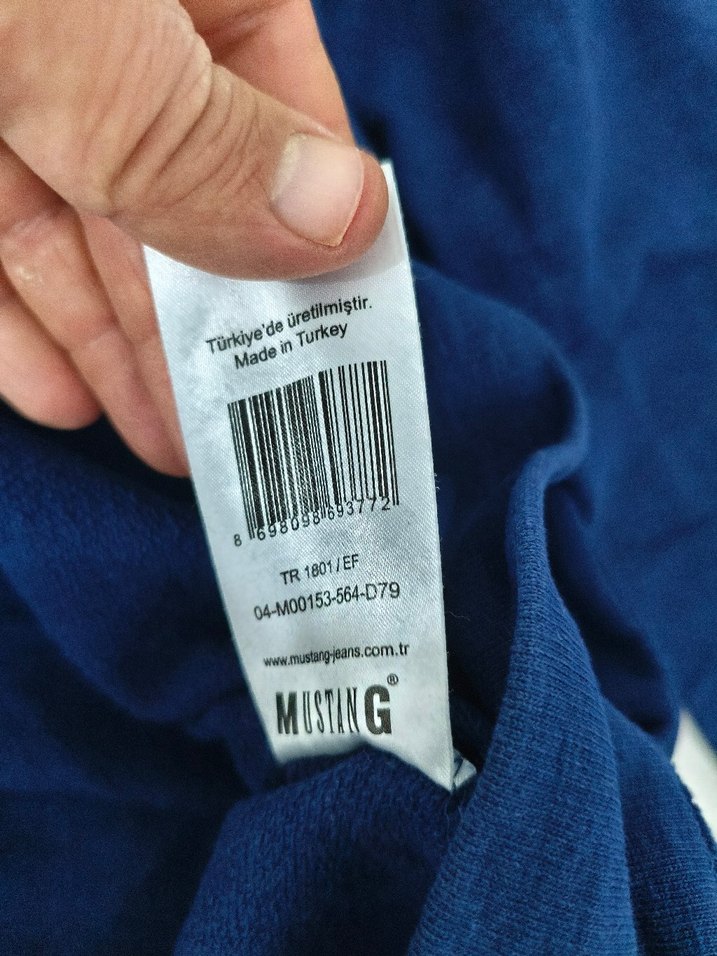 Türkiye'de üretilmiştir.
Made in Turkey
8 698098 693772
TR 1801 / EF
04-M00153-564-D79
www.mustang-jeans.com.tr
MUSTANG®